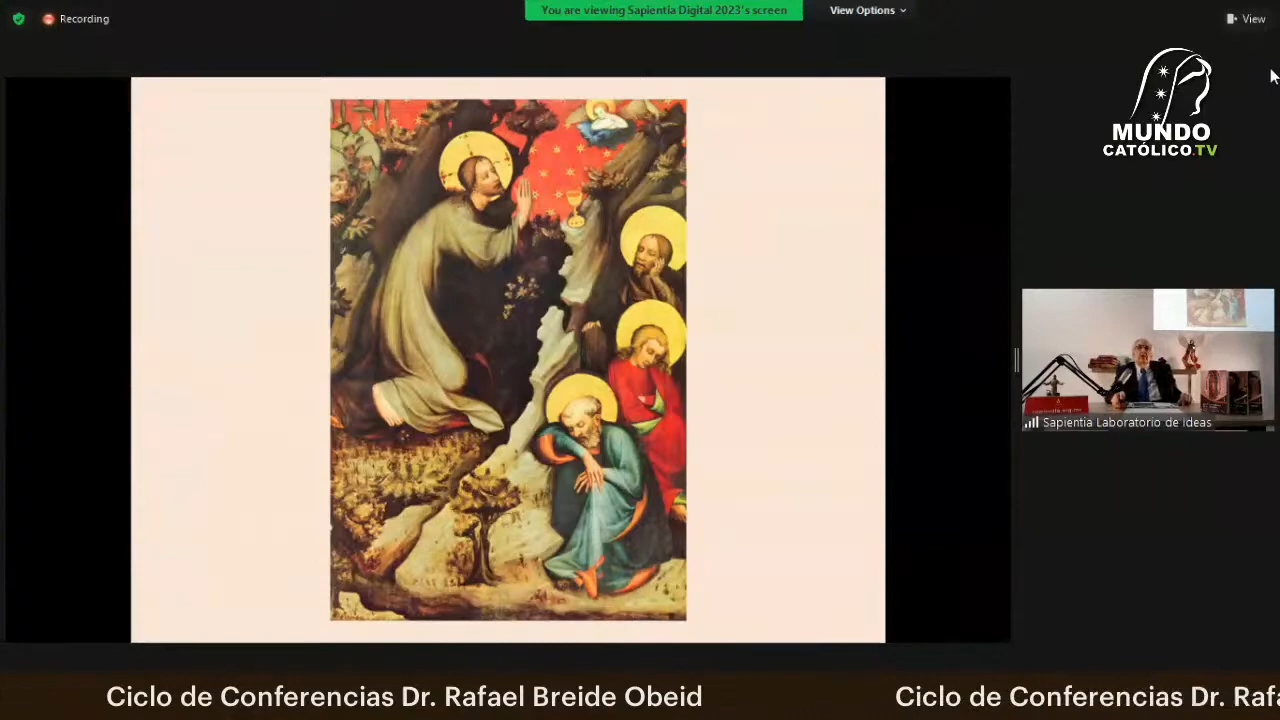 Recording
You are viewing Sapientia Digital 2023's screen
View Options
View
MUNDO
CATÓLICO.TV
Sapientia Laboratorio de ideas
Ciclo de Conferencias Dr. Rafael Breide Obeid
Ciclo de Conferencias Dr. Rafa